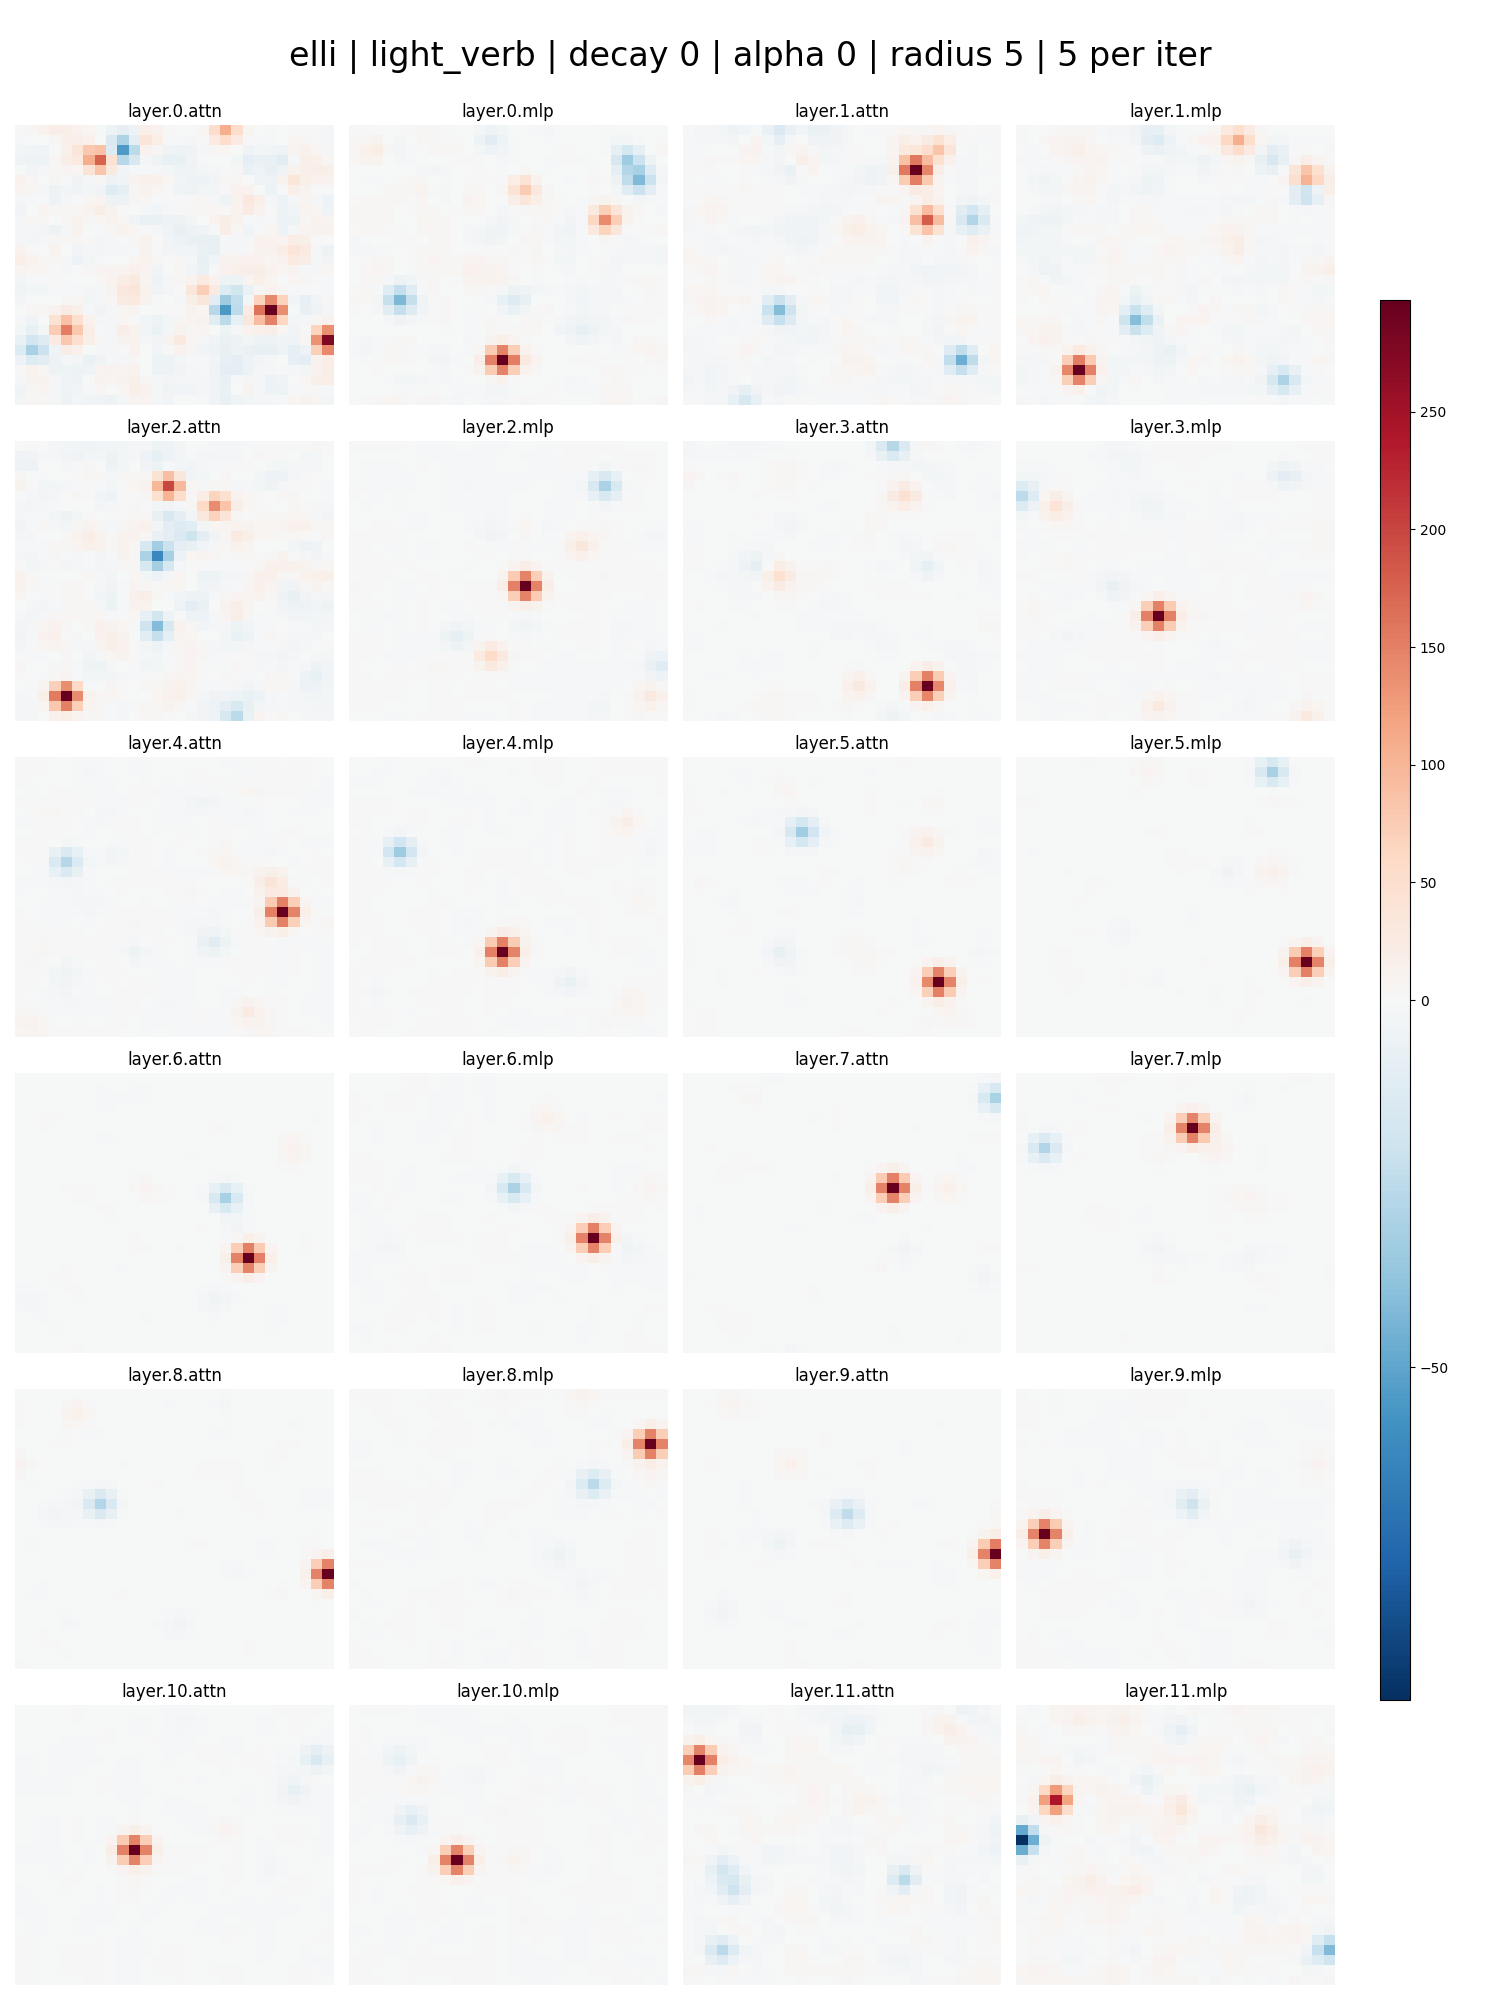 elli | light_verb | decay 0 | alpha 0 | radius 5 | 5 per iter
layer.0.attn
layer.0.mlp
layer.1.attn
layer.1.mlp
layer.2.attn
layer.2.mlp
layer.3.attn
layer.3.mlp
layer.4.attn
layer.4.mlp
layer.5.attn
layer.5.mlp
layer.6.attn
layer.6.mlp
layer.7.attn
layer.7.mlp
layer.8.attn
layer.8.mlp
layer.9.attn
layer.9.mlp
layer.10.attn
layer.10.mlp
layer.11.attn
layer.11.mlp
250
200
150
100
50
0
−50